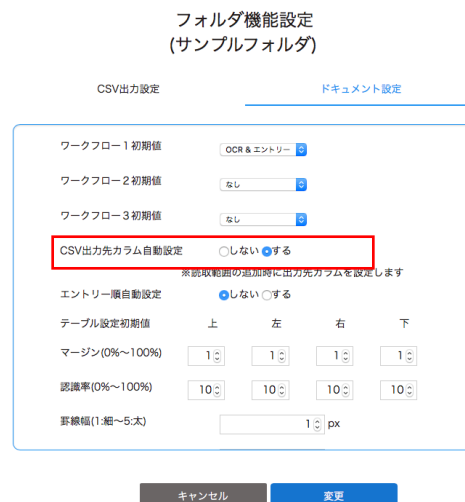 フォルダ機能設定
(サンプルフォルダ)
CSV出力設定 ドキュメント設定
ワークフロー1初期値 OCR & エントリー
ワークフロー2初期値 なし
ワークフロー3初期値 なし
CSV出力先カラム自動設定 しない する
※読取範囲の追加時に出力先カラムを設定します
エントリー順自動設定 しない する
テーブル設定初期値 上 左 右 下
マージン(0%〜100%) 1 1 1 1
認識率(0%〜100%) 10 10 10 10
罫線幅(1:細〜5:太) 1 px
キャンセル 変更